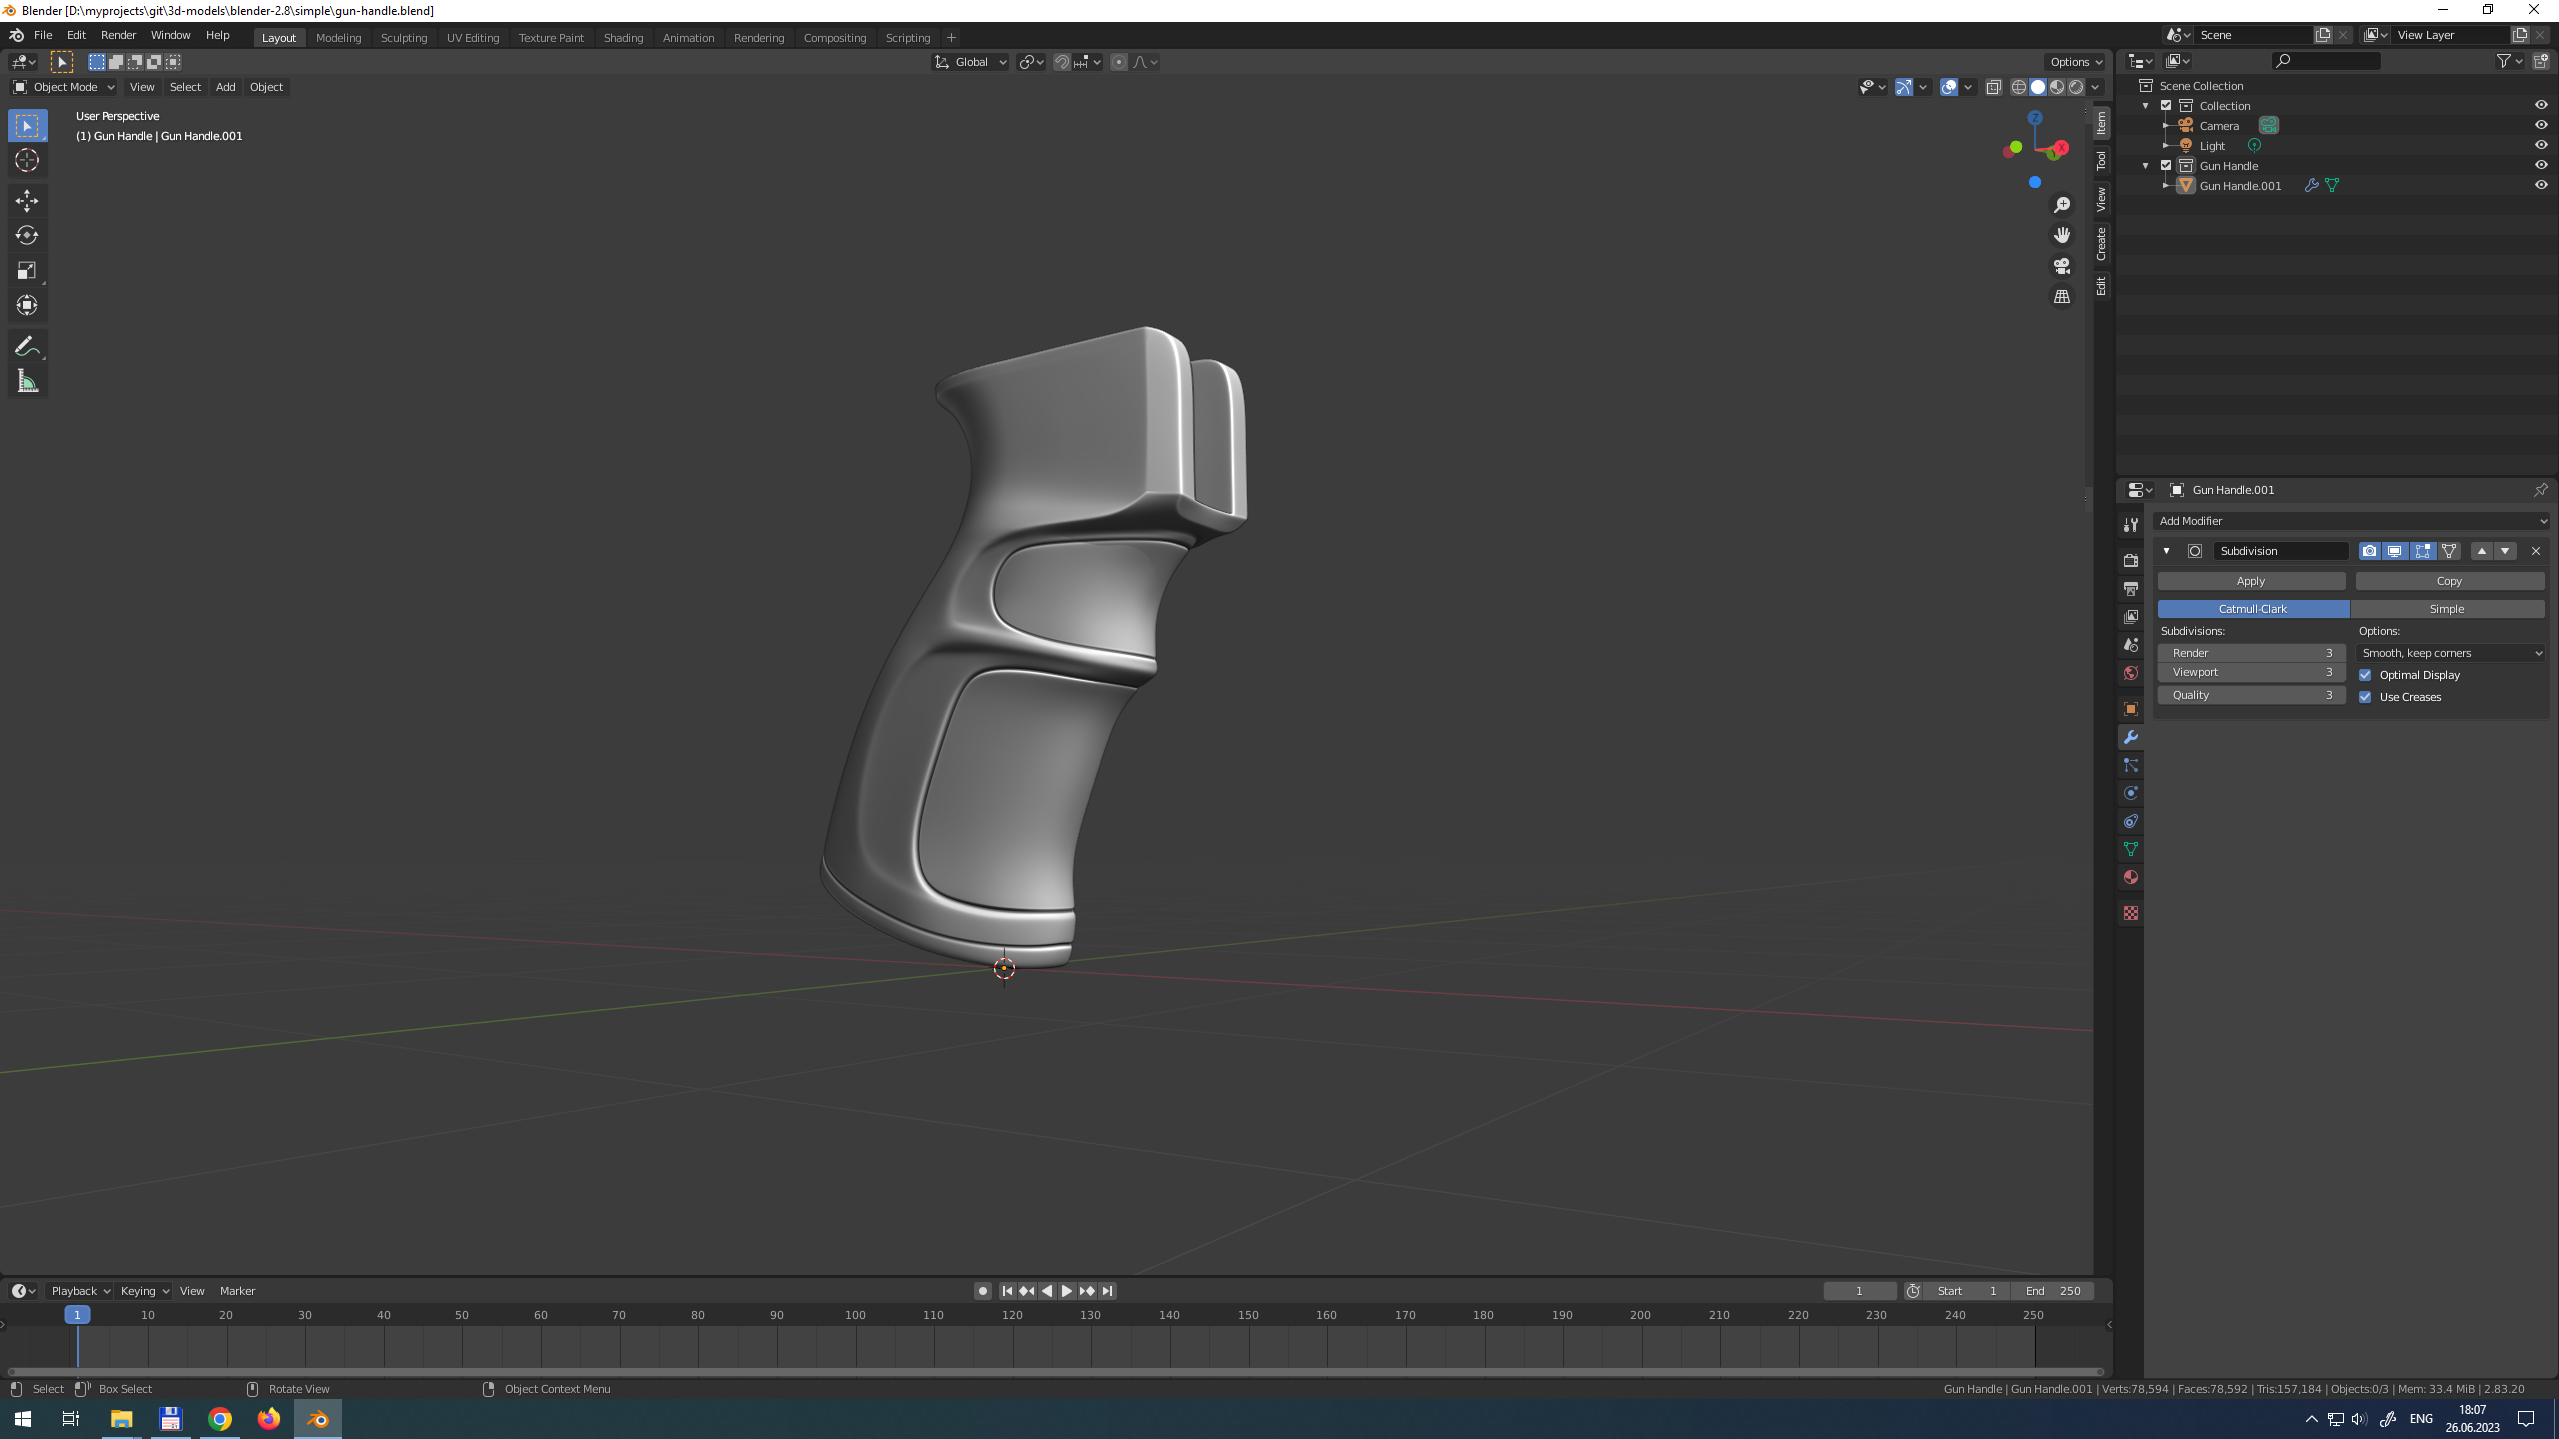 Blender [D:\myprojects\git\3d-models\blender-2.8\simple\gun-handle.blend]
File Edit Render Window Help Layout Modeling Sculpting UV Editing Texture Paint Shading Animation Rendering Compositing Scripting + Scene View Layer
Global Options
Object Mode View Select Add Object
User Perspective
(1) Gun Handle | Gun Handle.001
Z
X
Item
Tool
View
Create
Edit
Scene Collection
Collection
Camera
Light
Gun Handle
Gun Handle.001
Gun Handle.001
Add Modifier
Subdivision
Apply Copy
Catmull-Clark Simple
Subdivisions: Options:
Render 3 Smooth, keep corners
Viewport 3 Optimal Display
Quality 3 Use Creases
Playback Keying View Marker 1 Start 1 End 250
1 10 20 30 40 50 60 70 80 90 100 110 120 130 140 150 160 170 180 190 200 210 220 230 240 250
Select Box Select Rotate View Object Context Menu Gun Handle | Gun Handle.001 | Verts:78,594 | Faces:78,592 | Tris:157,184 | Objects:0/3 | Mem: 33.4 MiB | 2.83.20
ENG 18:07
26.06.2023